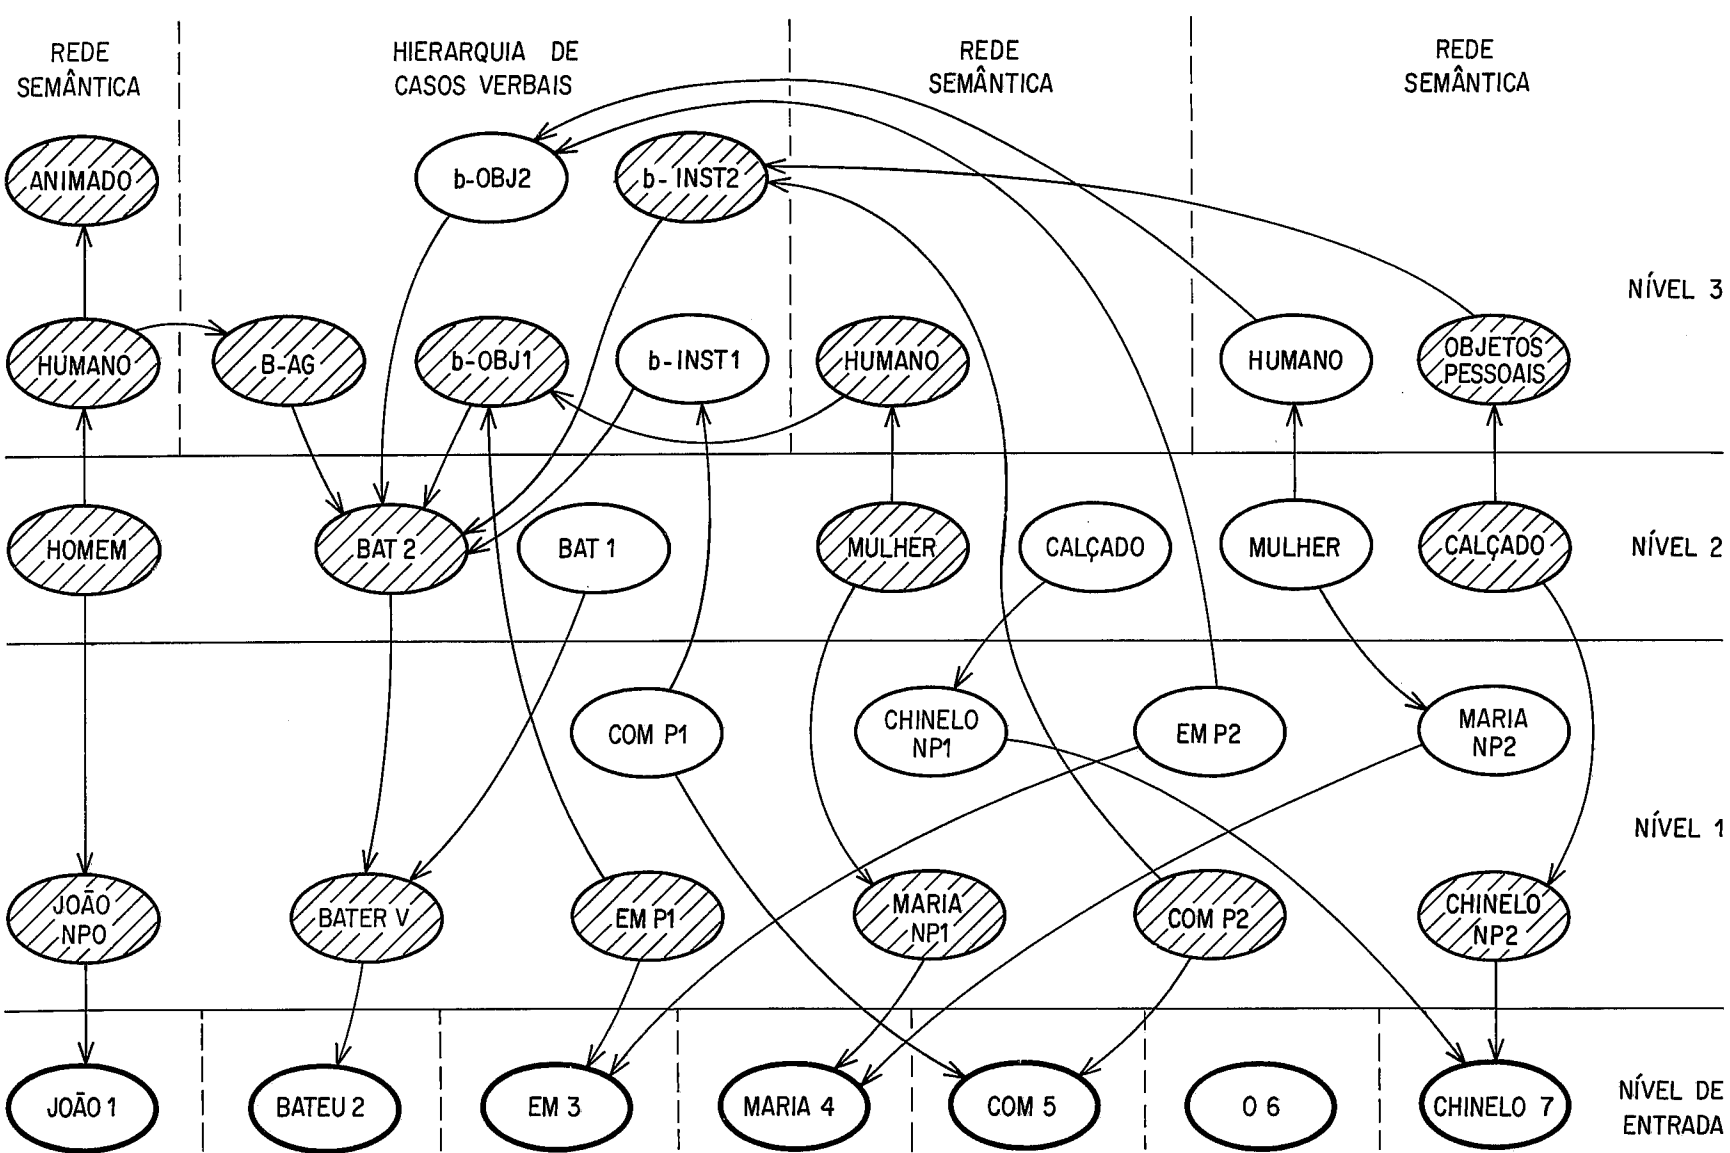 REDE
SEMÂNTICA
HIERARQUIA DE
CASOS VERBAIS
REDE
SEMÂNTICA
REDE
SEMÂNTICA
ANIMADO
b-OBJ2
b-INST2
NÍVEL 3
HUMANO
B-AG
b-OBJ1
b-INST1
HUMANO
HUMANO
OBJETOS
PESSOAIS
HOMEM
BAT 2
BAT 1
MULHER
CALÇADO
MULHER
CALÇADO
NÍVEL 2
COM P1
CHINELO
NP1
EM P2
MARIA
NP2
NÍVEL 1
JOÃO
NPO
BATER V
EM P1
MARIA
NP1
COM P2
CHINELO
NP2
JOÃO 1
BATEU 2
EM 3
MARIA 4
COM 5
O 6
CHINELO 7
NÍVEL DE
ENTRADA